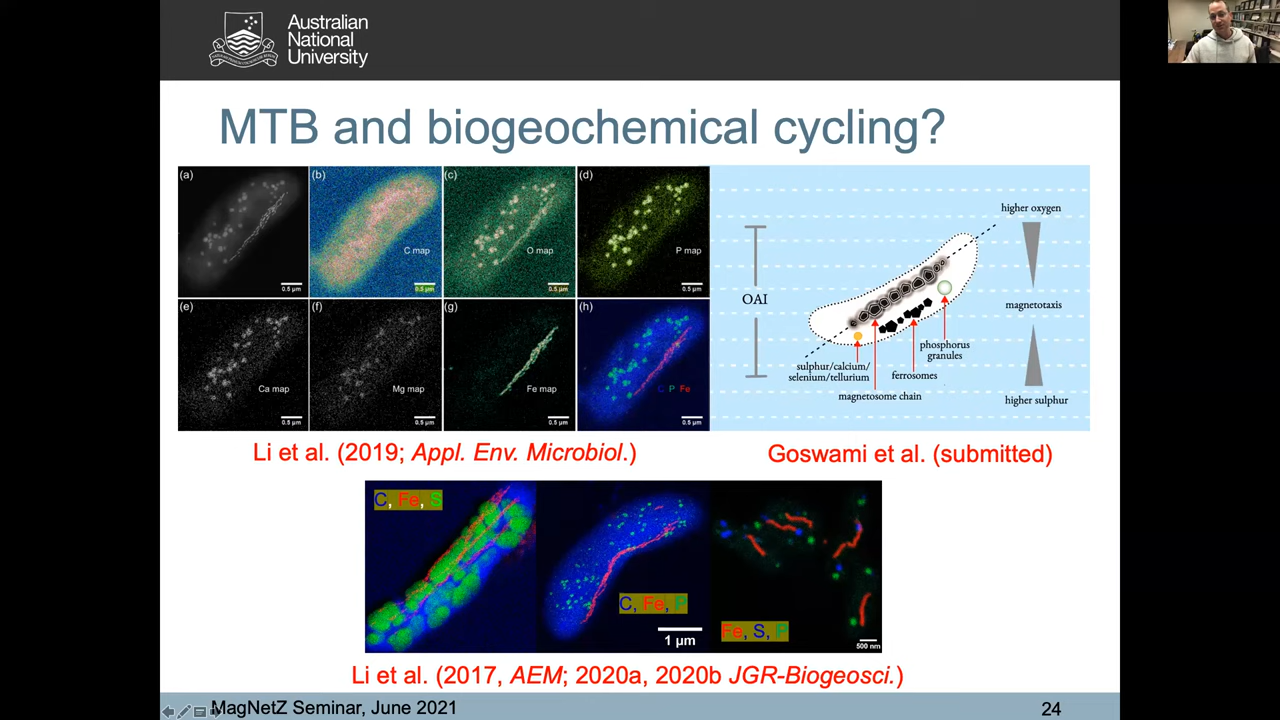 Australian
National
University
MTB and biogeochemical cycling?
(a)
(b)
C map
(c)
O map
(d)
P map
0.5 µm
0.5 µm
0.5 µm
0.5 µm
(e)
Ca map
(f)
Mg map
(g)
Fe map
(h)
C P Fe
0.5 µm
0.5 µm
0.5 µm
0.5 µm
higher oxygen
OAI
magnetotaxis
phosphorus
granules
sulphur/calcium/
selenium/tellurium
ferrosomes
magnetosome chain
higher sulphur
Li et al. (2019; Appl. Env. Microbiol.)
Goswami et al. (submitted)
C, Fe, S
C, Fe, P
1 µm
Fe, S, P
500 nm
Li et al. (2017, AEM; 2020a, 2020b JGR-Biogeosci.)
MagNetZ Seminar, June 2021
24